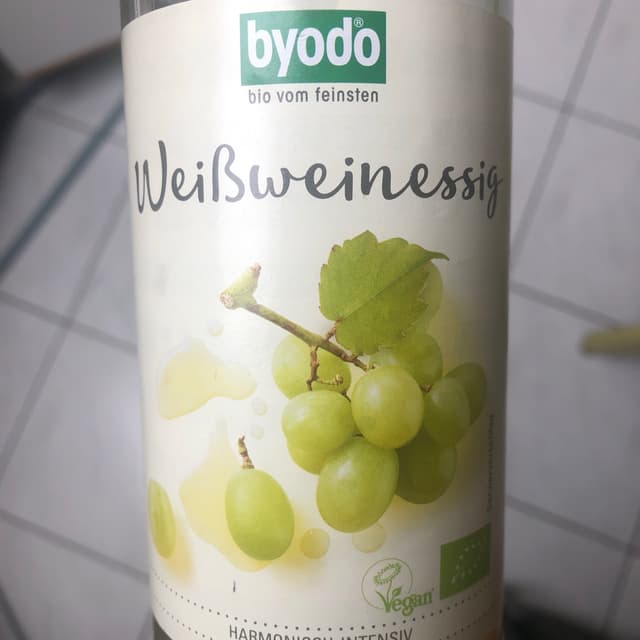 byodo®
bio vom feinsten
Weißweinessig
Vegan
HARMONISCH-INTENSIV